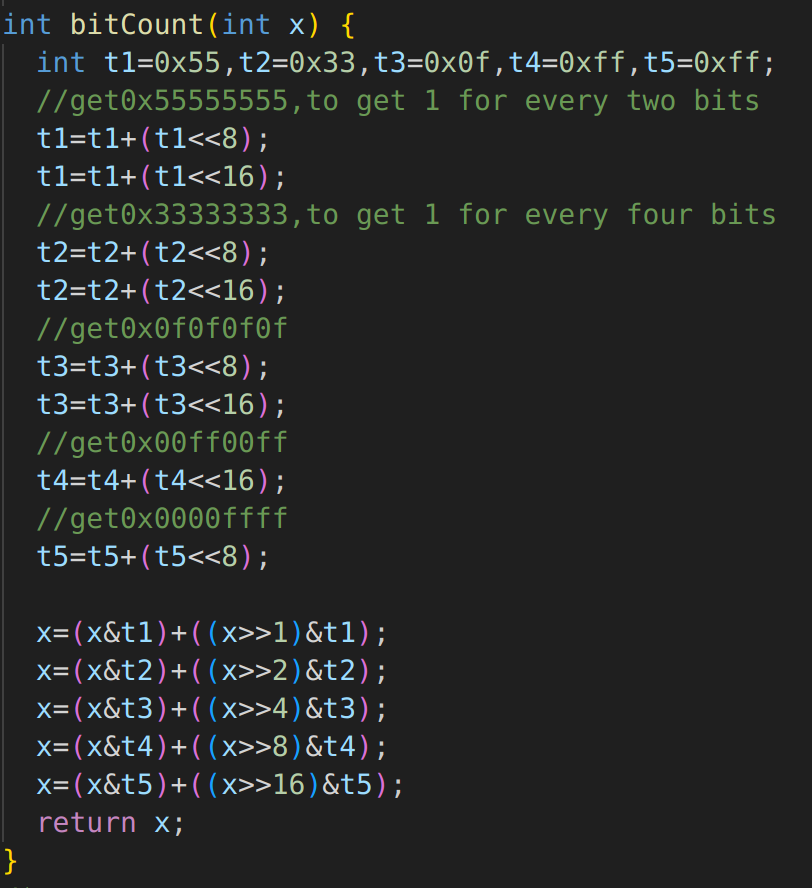 int bitCount(int x) {
  int t1=0x55,t2=0x33,t3=0x0f,t4=0xff,t5=0xff;
  //get0x55555555,to get 1 for every two bits
  t1=t1+(t1<<8);
  t1=t1+(t1<<16);
  //get0x33333333,to get 1 for every four bits
  t2=t2+(t2<<8);
  t2=t2+(t2<<16);
  //get0x0f0f0f0f
  t3=t3+(t3<<8);
  t3=t3+(t3<<16);
  //get0x00ff00ff
  t4=t4+(t4<<16);
  //get0x0000ffff
  t5=t5+(t5<<8);
  x=(x&t1)+((x>>1)&t1);
  x=(x&t2)+((x>>2)&t2);
  x=(x&t3)+((x>>4)&t3);
  x=(x&t4)+((x>>8)&t4);
  x=(x&t5)+((x>>16)&t5);
  return x;
}